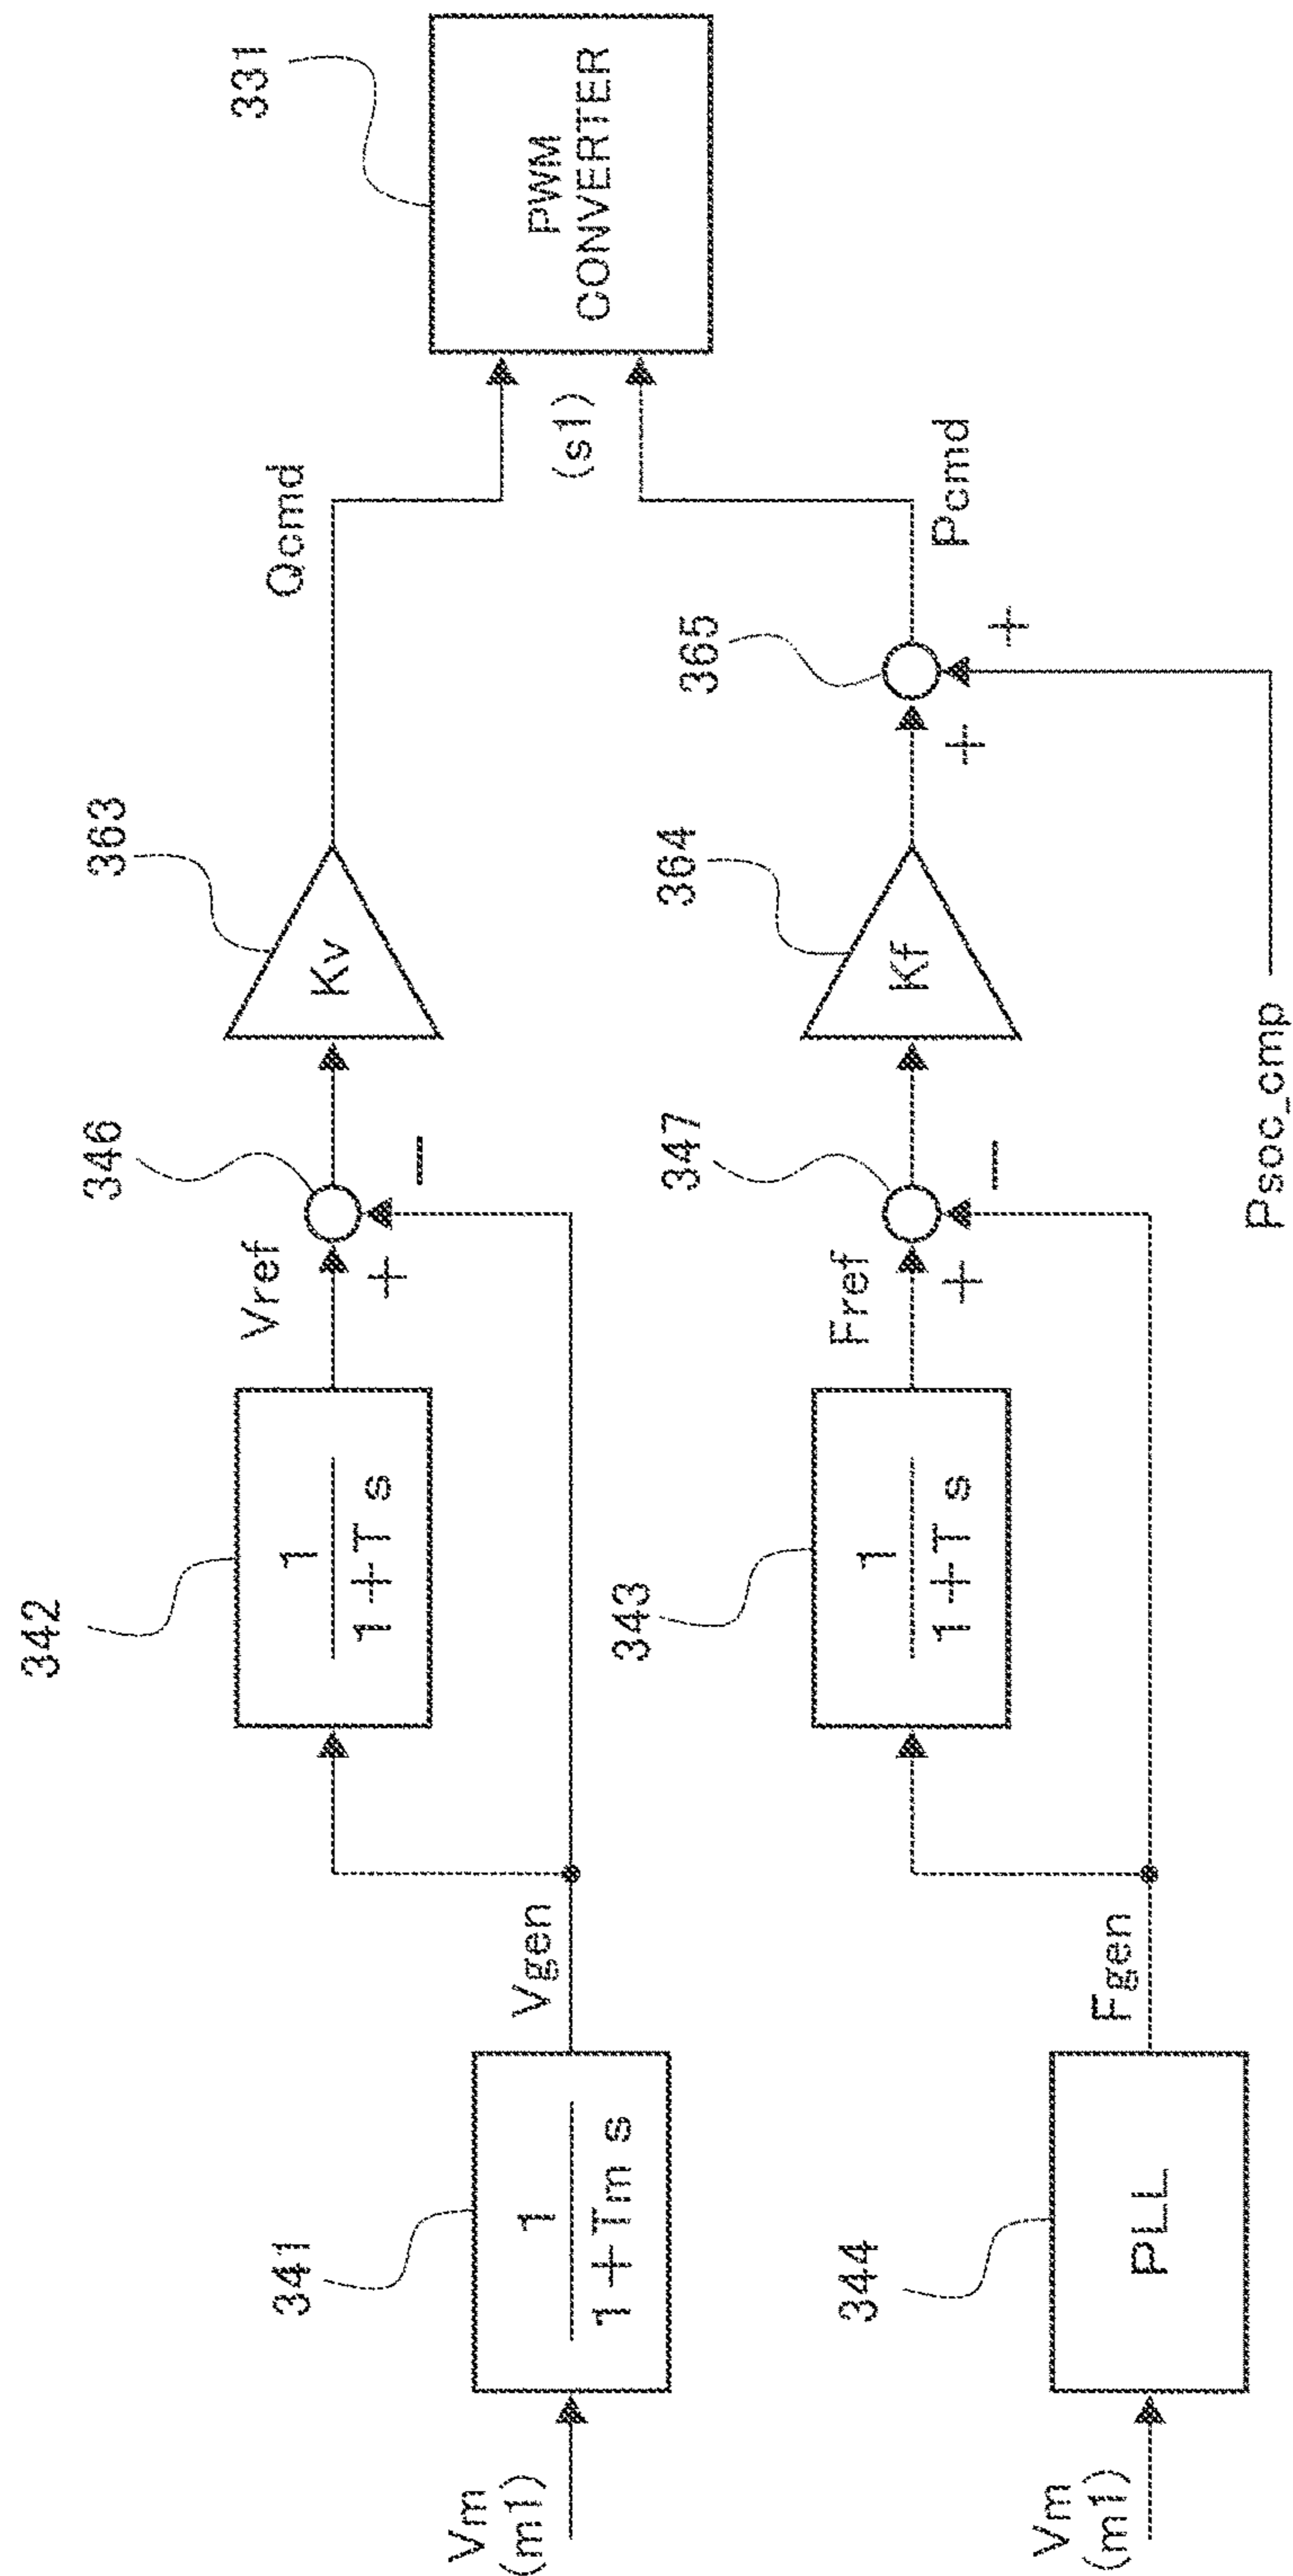 Vm
(m1)
341
1
1+Tm s
Vgen
342
1
1+T s
Vref
+
−
346
363
Kv
Qcmd
Vm
(m1)
344
PLL
Fgen
343
1
1+T s
Fref
+
−
347
364
Kf
+
+
365
Psoc_cmp
Pcmd
(s1)
331
PWM
CONVERTER